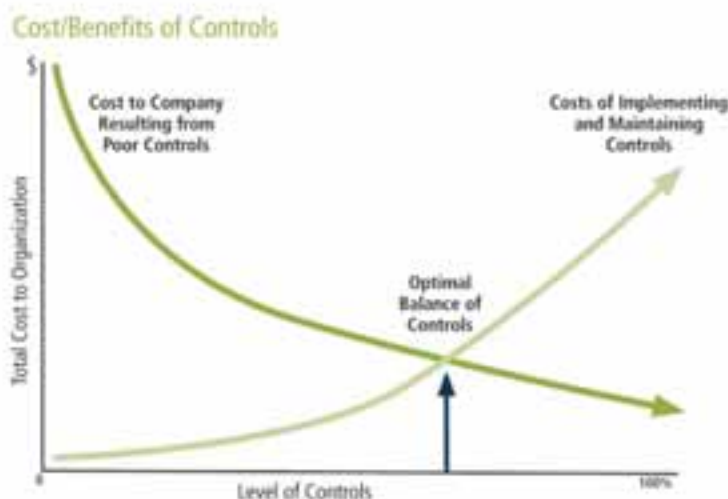 Cost/Benefits of Controls
$
Cost to Company
Resulting from
Poor Controls
Costs of Implementing
and Maintaining
Controls
Optimal
Balance of
Controls
Total Cost to Organization
0
Level of Controls
100%